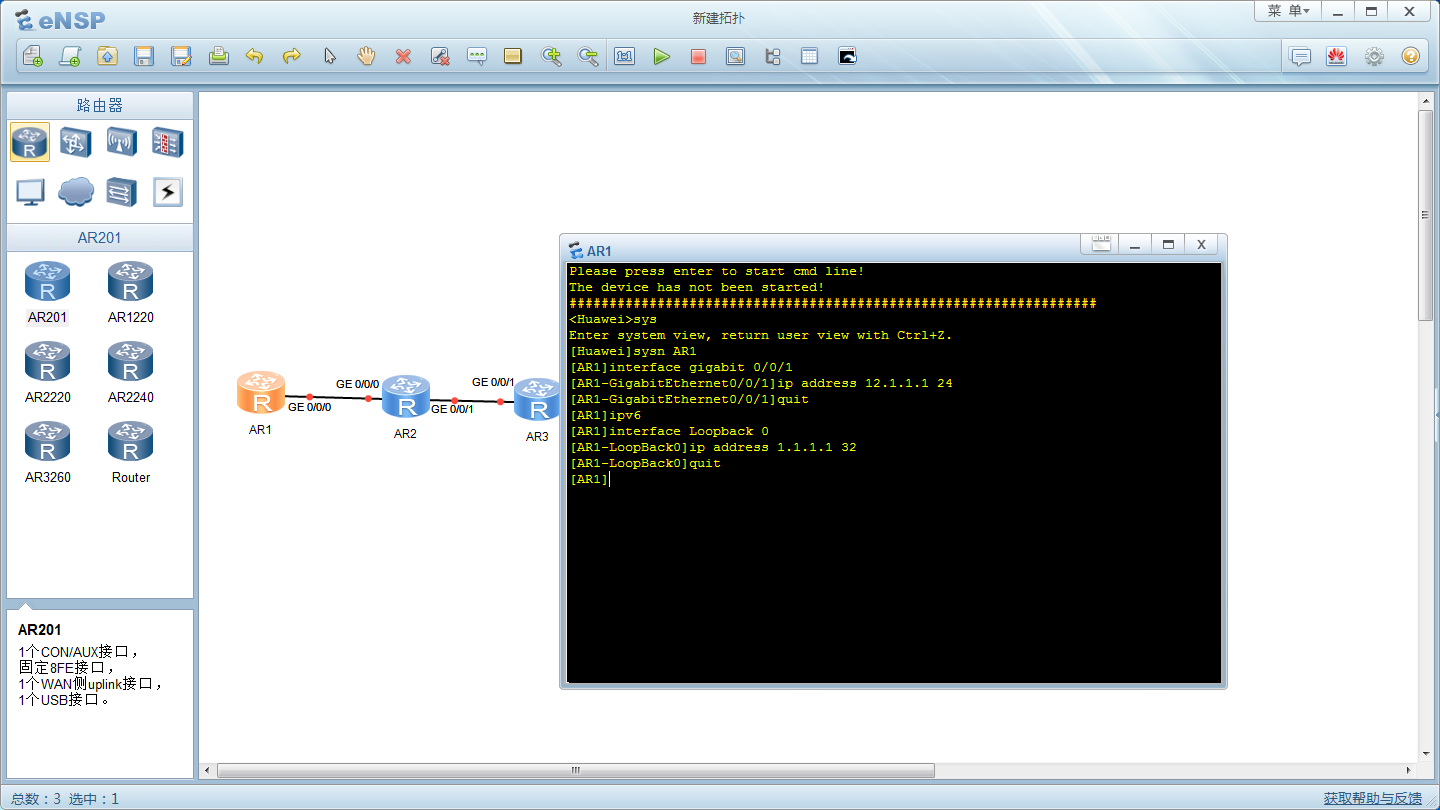 eNSP
新建拓扑
菜 单
1:1
路由器
R
AR201
R
R
AR201
AR1220
R
R
AR2220
AR2240
R
R
AR3260
Router
AR201
1个CON/AUX接口，
固定8FE接口，
1个WAN侧uplink接口，
1个USB接口。
R
AR1
GE 0/0/0
GE 0/0/0
R
AR2
GE 0/0/1
GE 0/0/1
R
AR3
AR1
Please press enter to start cmd line!
The device has not been started!
##################################################################
<Huawei>sys
Enter system view, return user view with Ctrl+Z.
[Huawei]sysn AR1
[AR1]interface gigabit 0/0/1
[AR1-GigabitEthernet0/0/1]ip address 12.1.1.1 24
[AR1-GigabitEthernet0/0/1]quit
[AR1]ipv6
[AR1]interface Loopback 0
[AR1-LoopBack0]ip address 1.1.1.1 32
[AR1-LoopBack0]quit
[AR1]
总数：3 选中：1
获取帮助与反馈